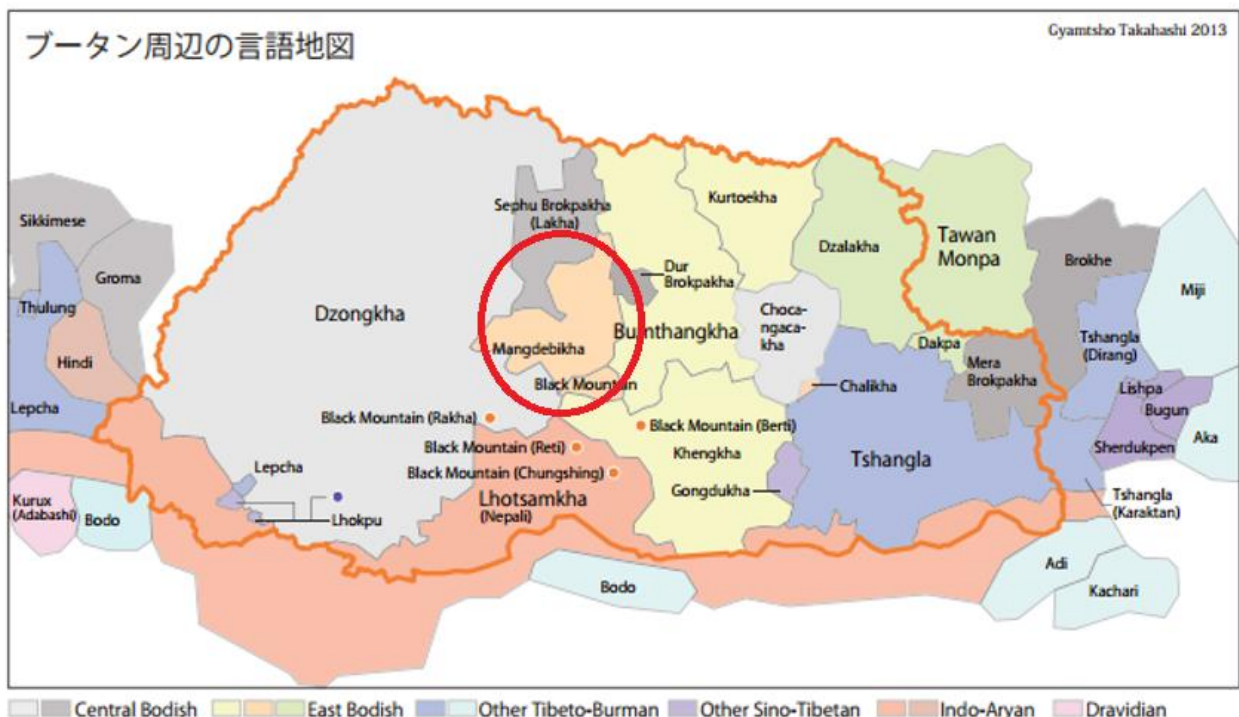 ブータン周辺の言語地図
Gyamtsho Takahashi 2013
Sikkimese
Groma
Thulung
Hindi
Lepcha
Kurux
(Adabashi)
Bodo
Dzongkha
Sephu Brokpakha
(Lakha)
Mangdebikha
Black Mountain
Black Mountain (Rakha)
Black Mountain (Reti)
Black Mountain (Chungshing)
Black Mountain (Berti)
Lepcha
Lhokpu
Lhotsamkha
(Nepali)
Bodo
Dur
Brokpakha
Bumthangkha
Kurtoekha
Choca-
ngaca-
kha
Khengkha
Gongdukha
Chalikha
Dzalakha
Dakpa
Mera
Brokpakha
Tshangla
Tawan
Monpa
Brokhe
Tshangla
(Dirang)
Miji
Lishpa
Bugun
Sherdukpen
Aka
Tshangla
(Karaktan)
Adi
Kachari
Central Bodish
East Bodish
Other Tibeto-Burman
Other Sino-Tibetan
Indo-Aryan
Dravidian